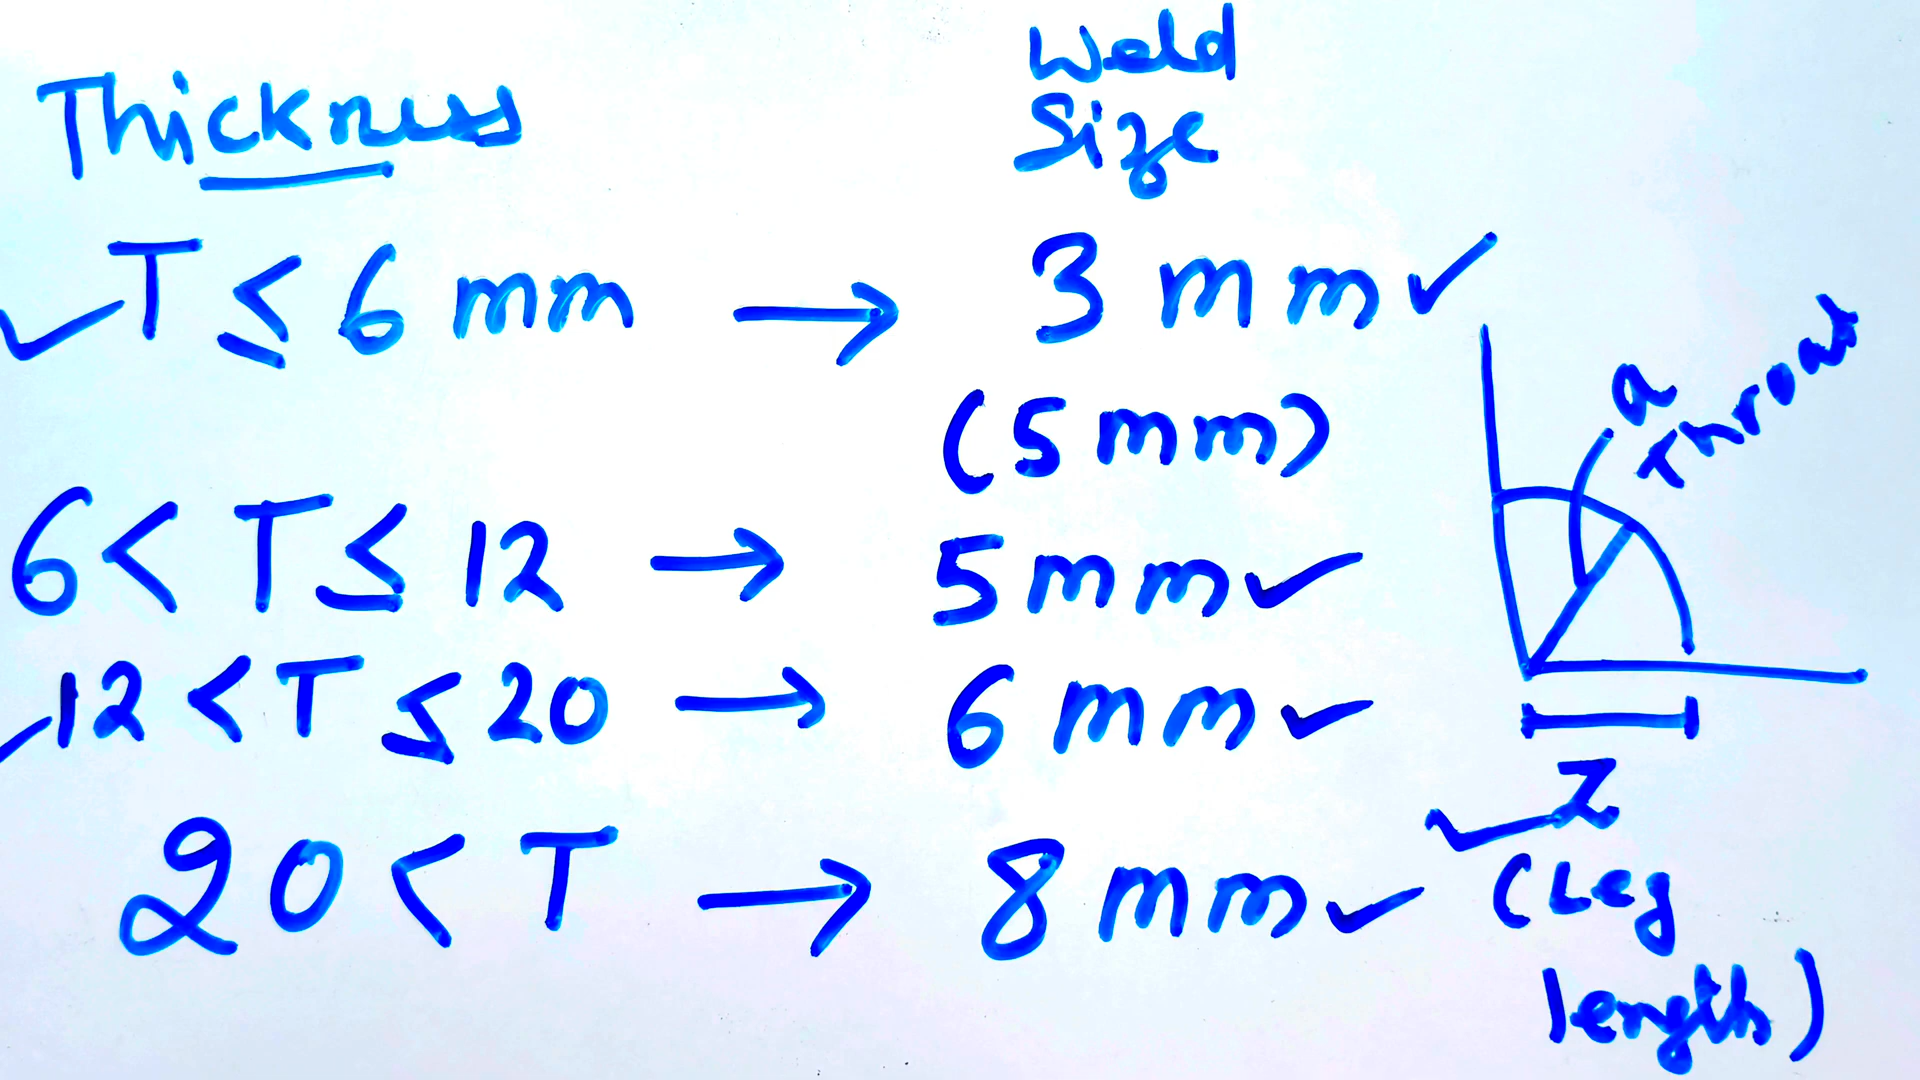 Thickness
Weld
Size
✓ T ≤ 6 mm → 3 mm ✓
(5 mm)
6 < T ≤ 12 → 5 mm ✓
✓ 12 < T ≤ 20 → 6 mm ✓
20 < T → 8 mm ✓
a
Throat
✓ Z
(Leg
length)